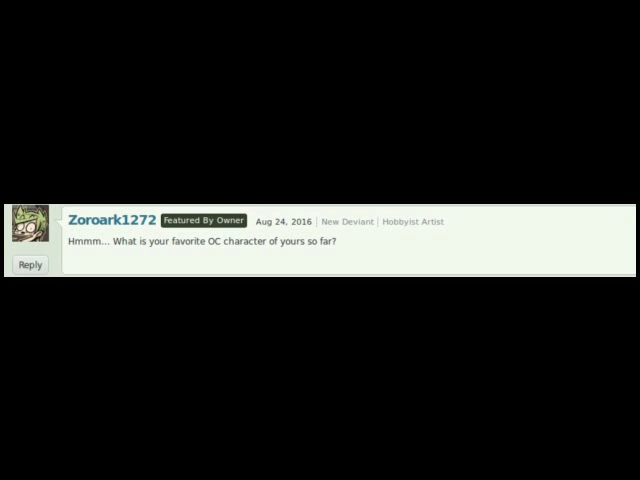 Zoroark1272 Featured By Owner Aug 24, 2016 New Deviant Hobbyist Artist
Hmmm... What is your favorite OC character of yours so far?
Reply